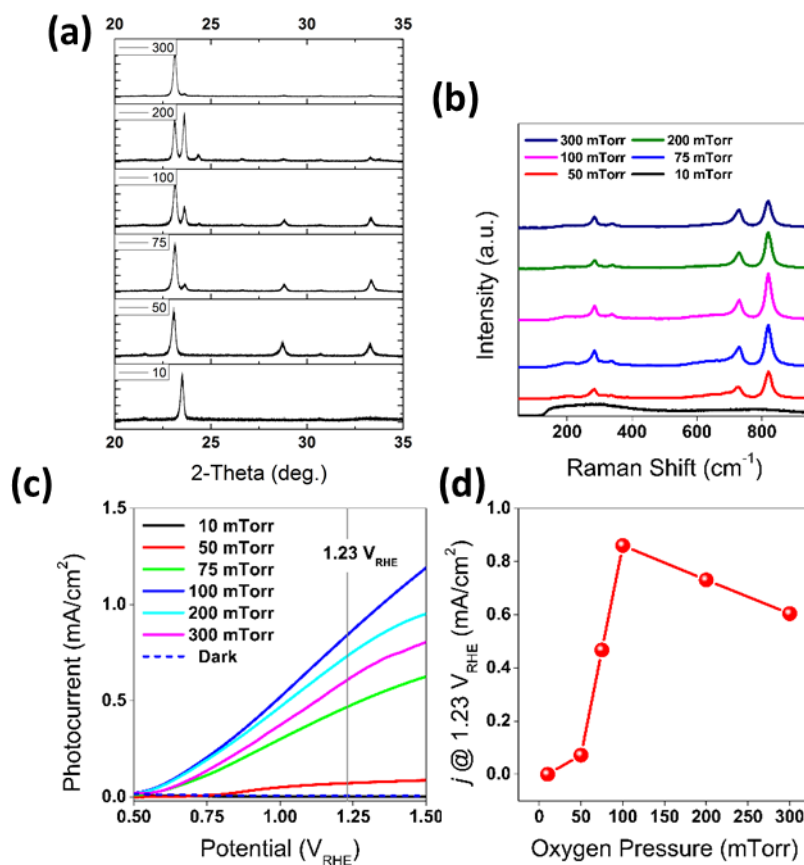 (a)
20 25 30 35
300
200
100
75
50
10
20 25 30 35
2-Theta (deg.)
(b)
300 mTorr 200 mTorr
100 mTorr 75 mTorr
50 mTorr 10 mTorr
Intensity (a.u.)
200 400 600 800
Raman Shift (cm⁻¹)
(c)
1.5
1.0
0.5
0.0
Photocurrent (mA/cm²)
10 mTorr
50 mTorr
75 mTorr
100 mTorr
200 mTorr
300 mTorr
Dark
1.23 V_RHE
0.50 0.75 1.00 1.25 1.50
Potential (V_RHE)
(d)
1.0
0.8
0.6
0.4
0.2
0.0
j @ 1.23 V_RHE (mA/cm²)
0 50 100 150 200 250 300
Oxygen Pressure (mTorr)